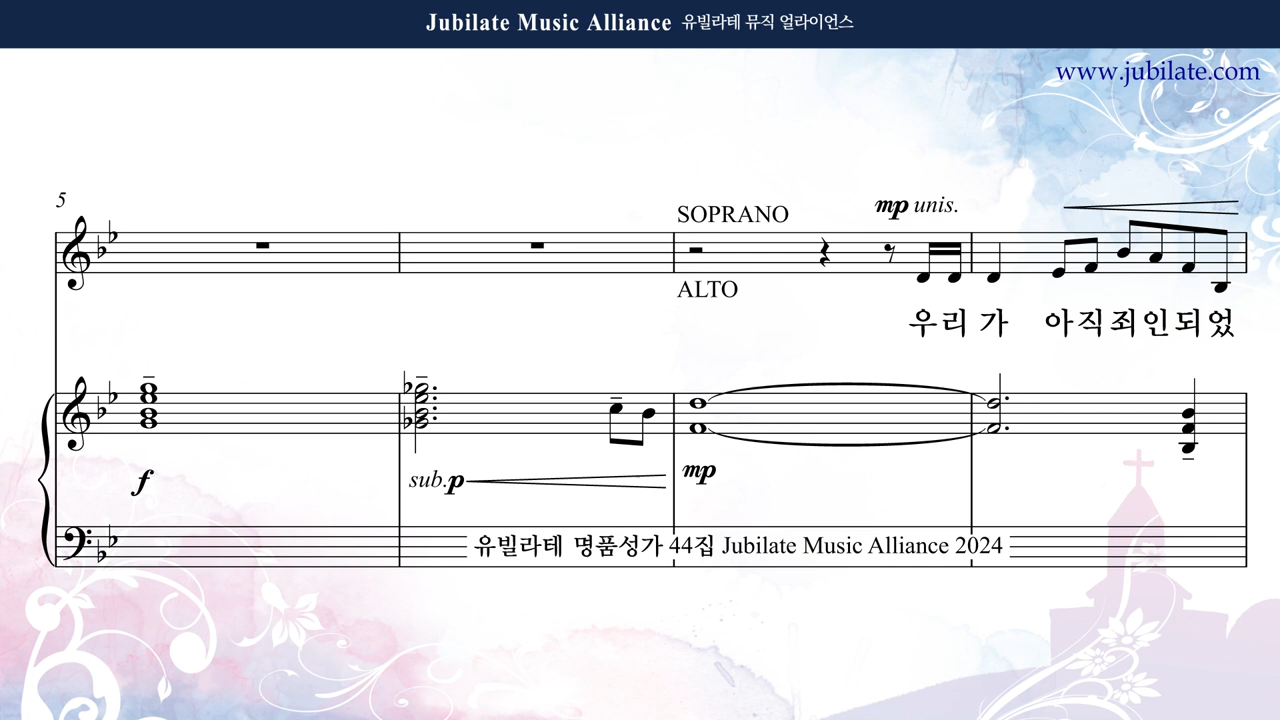 Jubilate Music Alliance 유빌라테 뮤직 얼라이언스
www.jubilate.com
5
SOPRANO
mp unis.
ALTO
우리 가 아직죄인되었
f
sub.p
mp
유빌라테 명품성가 44집 Jubilate Music Alliance 2024